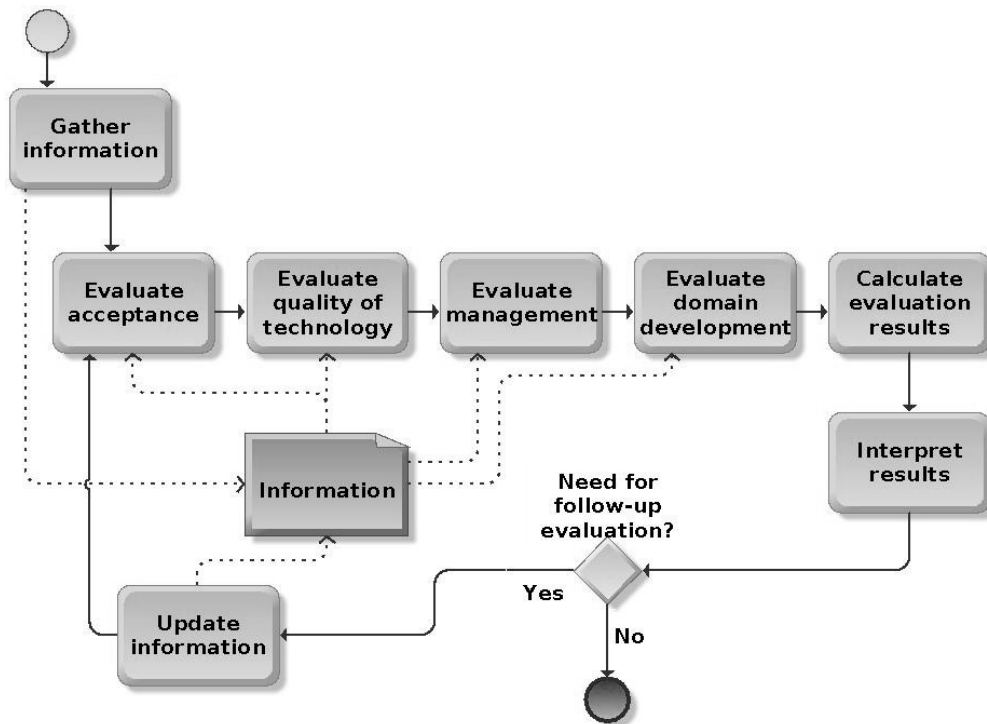 Gather
information
Evaluate
acceptance
Evaluate
quality of
technology
Evaluate
management
Evaluate
domain
development
Calculate
evaluation
results
Interpret
results
Information
Need for
follow-up
evaluation?
Yes
No
Update
information